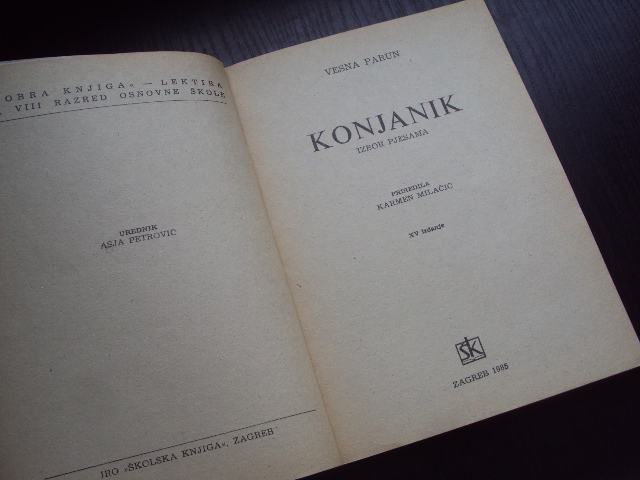 OBRA KNJIGA« — LEKTIRA
VIII RAZRED OSNOVNE ŠKOLE
UREDNIK
ASJA PETROVIĆ
IRO »ŠKOLSKA KNJIGA«, ZAGREB
VESNA PARUN
KONJANIK
IZBOR PJESAMA
PRIREDILA
KARMEN MILAČIĆ
XV izdanje
ŠK
ZAGREB 1985